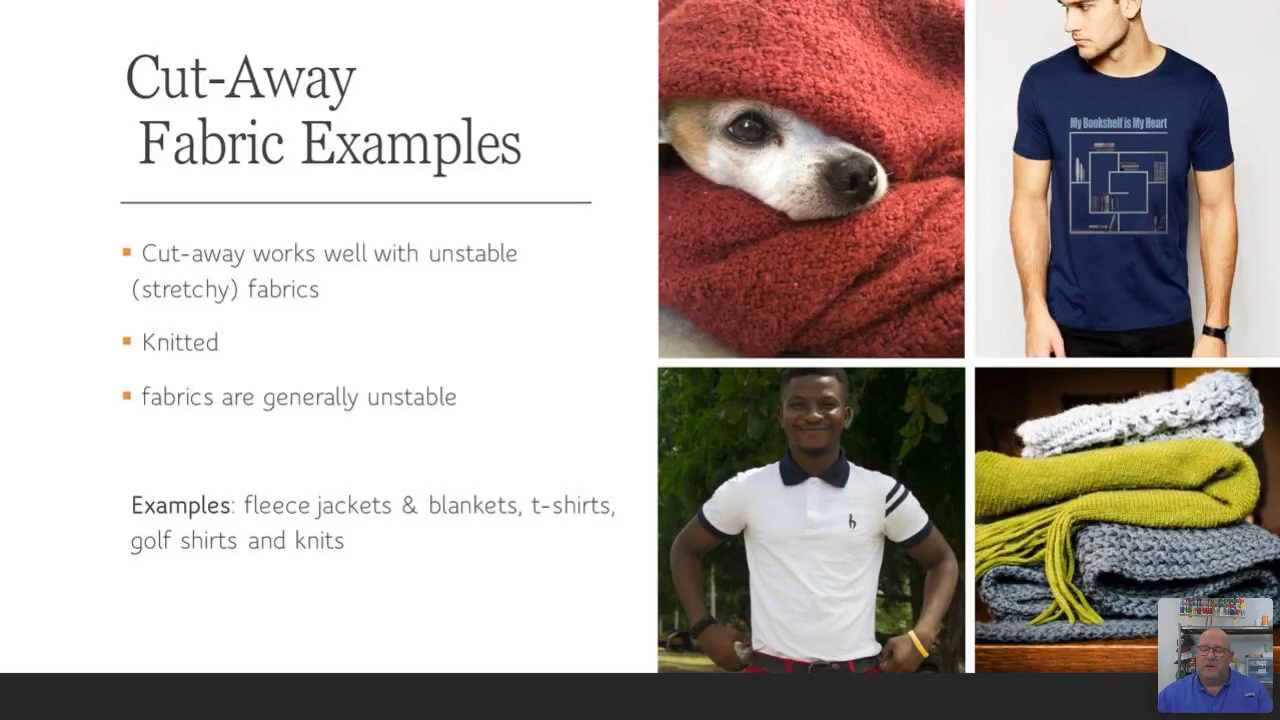 Cut-Away
Fabric Examples
Cut-away works well with unstable
(stretchy) fabrics
Knitted
fabrics are generally unstable
Examples: fleece jackets & blankets, t-shirts,
golf shirts and knits
My Bookshelf is My Heart